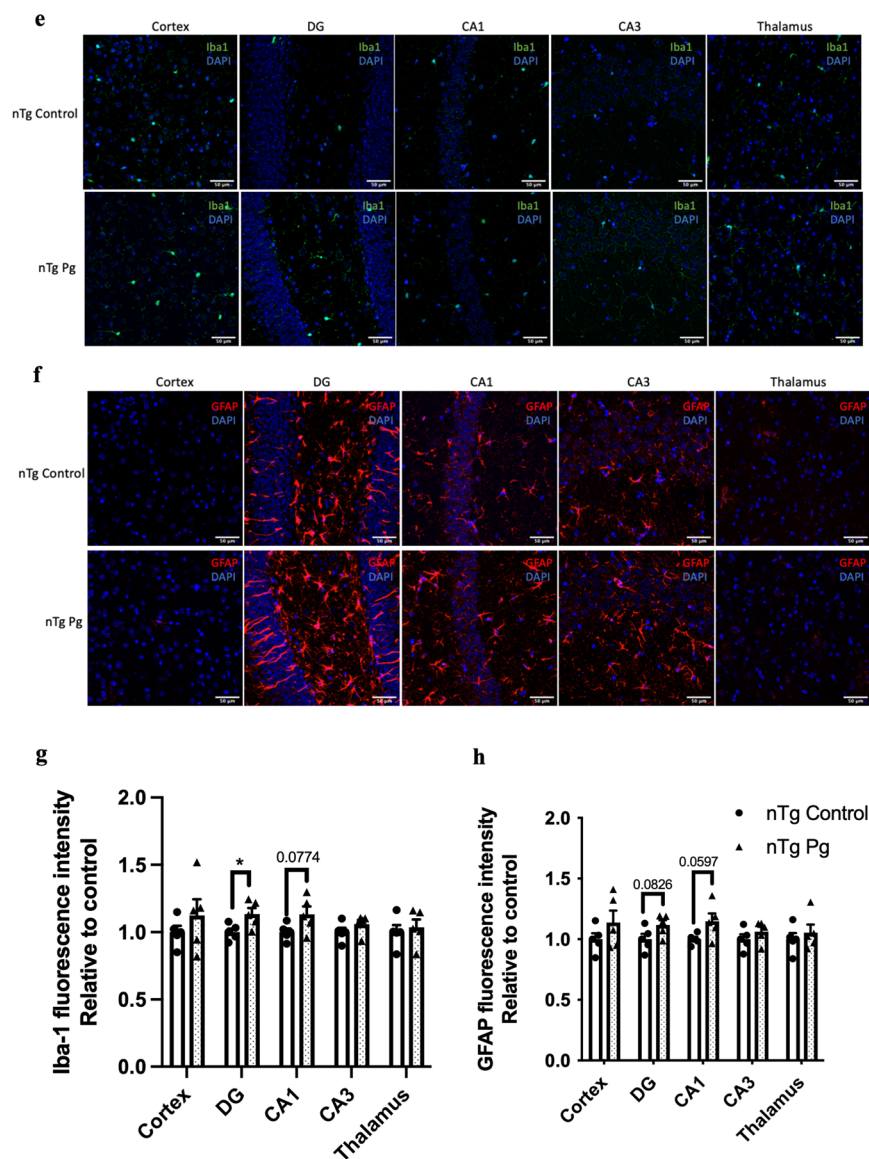 e
Cortex DG CA1 CA3 Thalamus
nTg Control
Iba1 Iba1 Iba1 Iba1 Iba1
DAPI DAPI DAPI DAPI DAPI
50 µm 50 µm 50 µm 50 µm 50 µm
nTg Pg
Iba1 Iba1 Iba1 Iba1 Iba1
DAPI DAPI DAPI DAPI DAPI
50 µm 50 µm 50 µm 50 µm 50 µm
f
Cortex DG CA1 CA3 Thalamus
nTg Control
GFAP GFAP GFAP GFAP GFAP
DAPI DAPI DAPI DAPI DAPI
50 µm 50 µm 50 µm 50 µm 50 µm
nTg Pg
GFAP GFAP GFAP GFAP GFAP
DAPI DAPI DAPI DAPI DAPI
50 µm 50 µm 50 µm 50 µm 50 µm
g
Iba-1 fluorescence intensity
Relative to control
2.0
1.5
1.0
0.5
0.0
*
0.0774
Cortex
DG
CA1
CA3
Thalamus
h
GFAP fluorescence intensity
Relative to control
2.0
1.5
1.0
0.5
0.0
0.0826
0.0597
Cortex
DG
CA1
CA3
Thalamus
nTg Control
nTg Pg